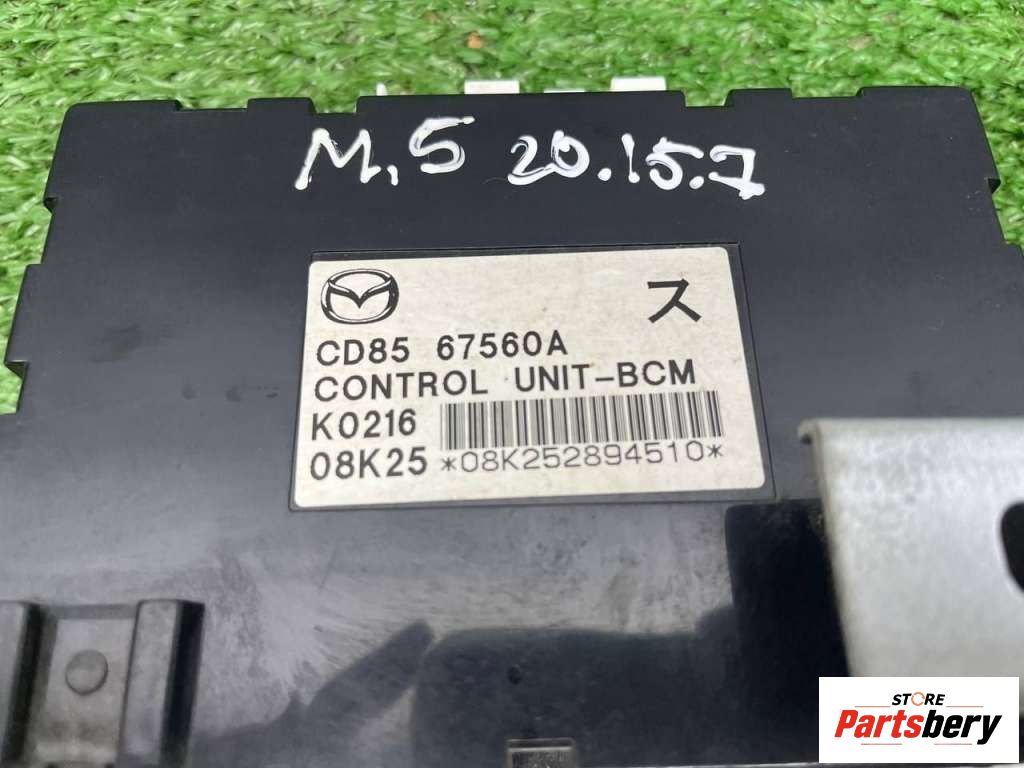 M.5 20.15.7
ス
CD85 67560A
CONTROL UNIT-BCM
K0216
08K25 *08K252894510*
STORE
Partsbery